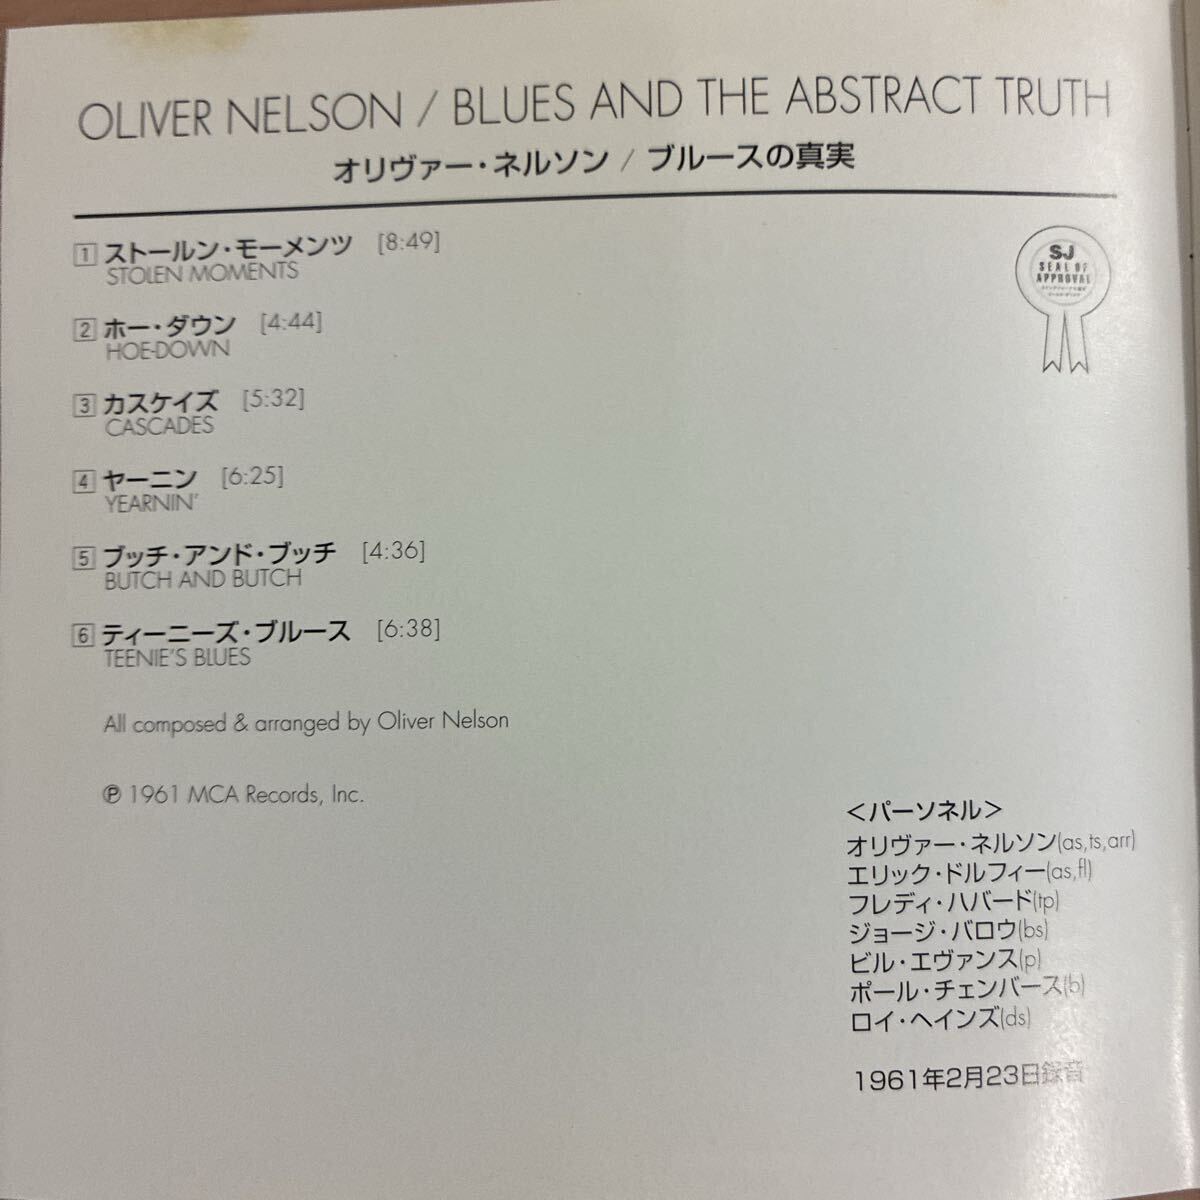 OLIVER NELSON / BLUES AND THE ABSTRACT TRUTH
オリヴァー・ネルソン / ブルースの真実
1 ストールン・モーメンツ [8:49]
STOLEN MOMENTS
2 ホー・ダウン [4:44]
HOE-DOWN
3 カスケイズ [5:32]
CASCADES
4 ヤーニン [6:25]
YEARNIN'
5 ブッチ・アンド・ブッチ [4:36]
BUTCH AND BUTCH
6 ティーニーズ・ブルース [6:38]
TEENIE'S BLUES
All composed & arranged by Oliver Nelson
℗ 1961 MCA Records, Inc.
SJ
SEAL OF
APPROVAL
<パーソネル>
オリヴァー・ネルソン(as,ts,arr)
エリック・ドルフィー(as,fl)
フレディ・ハバード(tp)
ジョージ・バロウ(bs)
ビル・エヴァンス(p)
ポール・チェンバース(b)
ロイ・ヘインズ(ds)
1961年2月23日録音